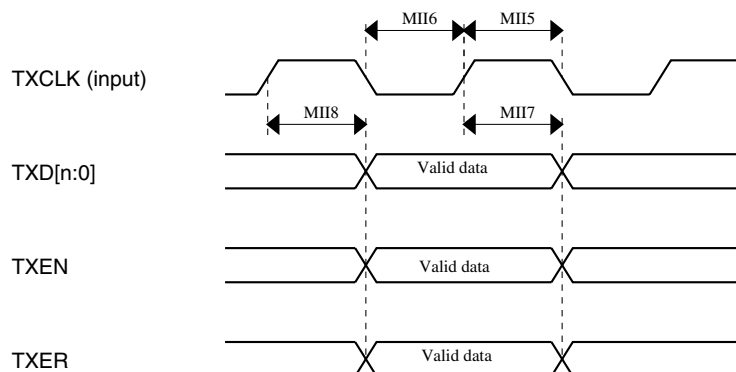 MII6 MII5
TXCLK (input)
MII8 MII7
TXD[n:0] Valid data
TXEN Valid data
TXER Valid data